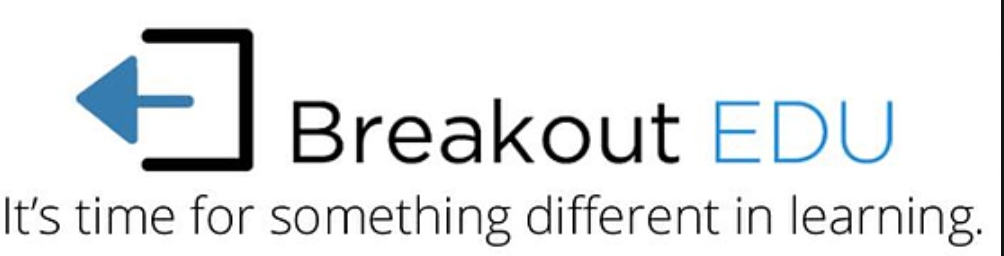 Breakout EDU
It's time for something different in learning.